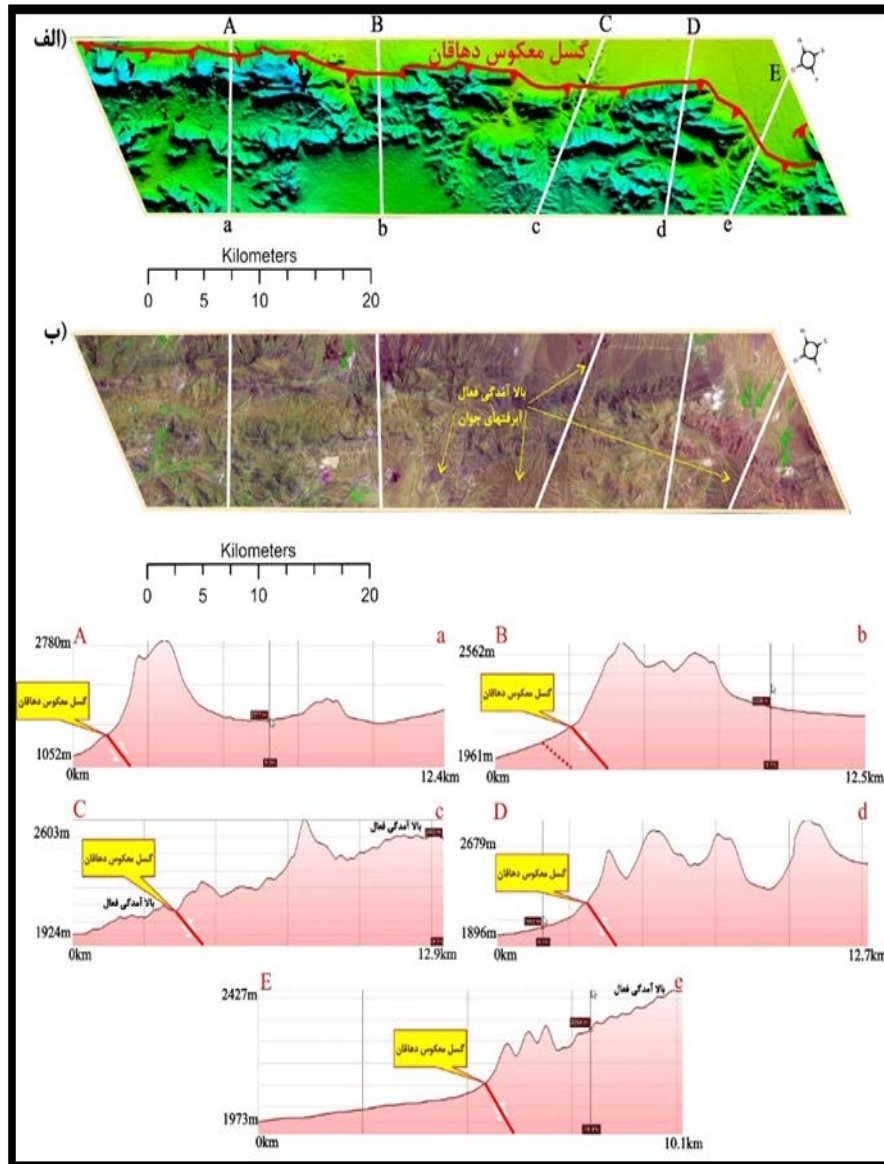 الف)
A
B
C
D
E
گسل معکوس دهاقان
a
b
c
d
e
Kilometers
0 5 10 20
ب)
بالا آمدگی فعال
آبرفتهای جوان
Kilometers
0 5 10 20
A
a
2780m
گسل معکوس دهاقان
1052m
0km
12.4km
B
b
2562m
گسل معکوس دهاقان
1961m
0km
12.5km
C
c
2603m
بالا آمدگی فعال
گسل معکوس دهاقان
بالا آمدگی فعال
1924m
0km
12.9km
D
d
2679m
گسل معکوس دهاقان
1896m
0km
12.7km
E
e
2427m
بالا آمدگی فعال
گسل معکوس دهاقان
1973m
0km
10.1km